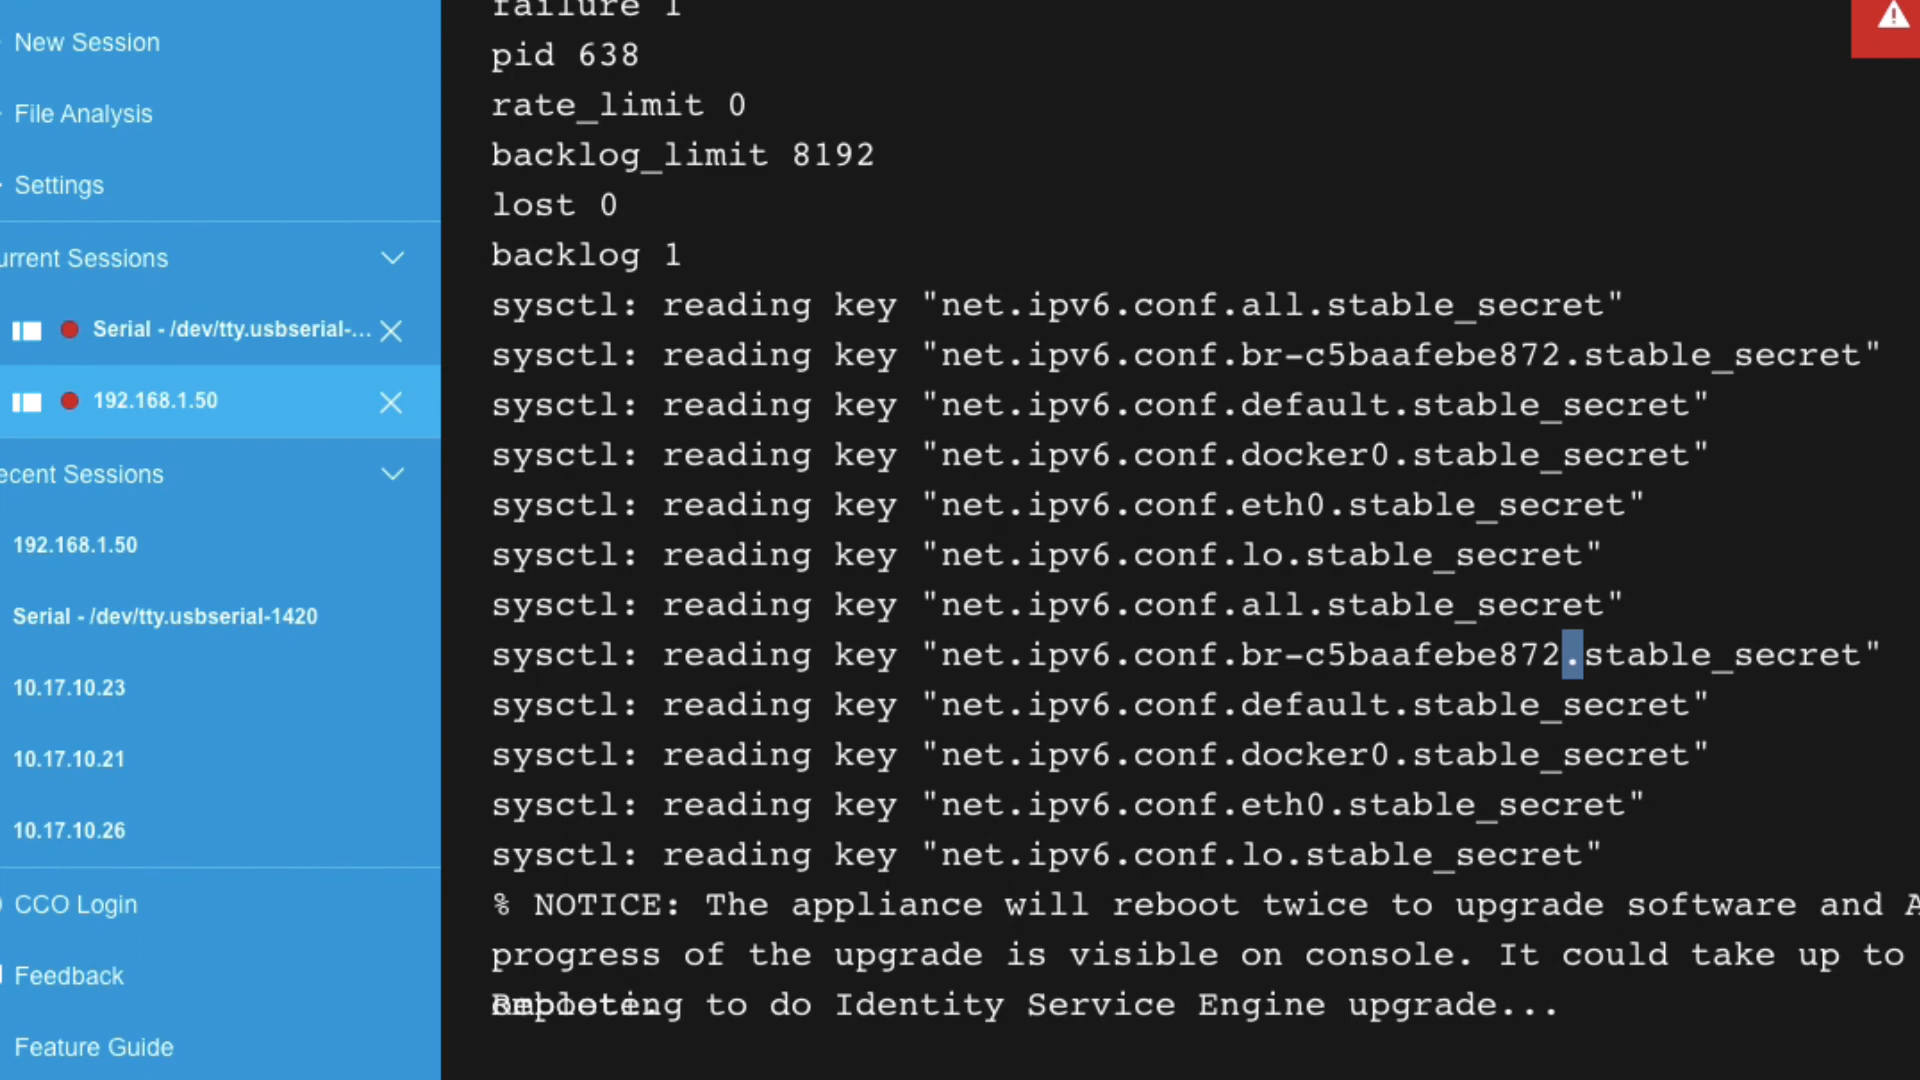 New Session
File Analysis
Settings
urrent Sessions
Serial - /dev/tty.usbserial-...
192.168.1.50
ecent Sessions
192.168.1.50
Serial - /dev/tty.usbserial-1420
10.17.10.23
10.17.10.21
10.17.10.26
CCO Login
Feedback
Feature Guide
failure 1
pid 638
rate_limit 0
backlog_limit 8192
lost 0
backlog 1
sysctl: reading key "net.ipv6.conf.all.stable_secret"
sysctl: reading key "net.ipv6.conf.br-c5baafebe872.stable_secret"
sysctl: reading key "net.ipv6.conf.default.stable_secret"
sysctl: reading key "net.ipv6.conf.docker0.stable_secret"
sysctl: reading key "net.ipv6.conf.eth0.stable_secret"
sysctl: reading key "net.ipv6.conf.lo.stable_secret"
sysctl: reading key "net.ipv6.conf.all.stable_secret"
sysctl: reading key "net.ipv6.conf.br-c5baafebe872.stable_secret"
sysctl: reading key "net.ipv6.conf.default.stable_secret"
sysctl: reading key "net.ipv6.conf.docker0.stable_secret"
sysctl: reading key "net.ipv6.conf.eth0.stable_secret"
sysctl: reading key "net.ipv6.conf.lo.stable_secret"
% NOTICE: The appliance will reboot twice to upgrade software and A
progress of the upgrade is visible on console. It could take up to
to do Identity Service Engine upgrade...